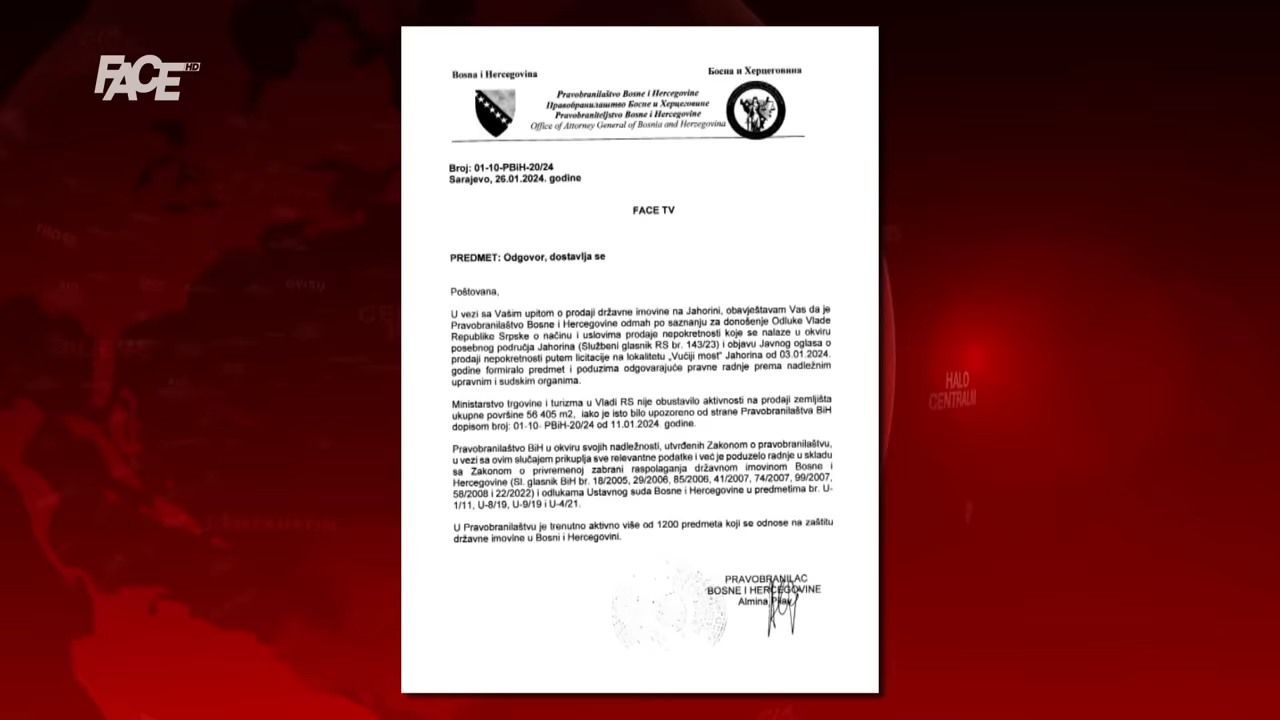 FACE HD
Bosna i Hercegovina
Босна и Херцеговина
Pravobranilaštvo Bosne i Hercegovine
Правобранилаштво Босне и Херцеговине
Pravobraniteljstvo Bosne i Hercegovine
Office of Attorney General of Bosnia and Herzegovina
Broj: 01-10-PBiH-20/24
Sarajevo, 26.01.2024. godine
FACE TV
PREDMET: Odgovor, dostavlja se
Poštovana,
U vezi sa Vašim upitom o prodaji državne imovine na Jahorini, obavještavam Vas da je
Pravobranilaštvo Bosne i Hercegovine odmah po saznanju za donošenje Odluke Vlade
Republike Srpske o načinu i uslovima prodaje nepokretnosti koje se nalaze u okviru
posebnog područja Jahorina (Službeni glasnik RS br. 143/23) i objavu Javnog oglasa o
prodaji nepokretnosti putem licitacije na lokalitetu „Vučiji most" Jahorina od 03.01.2024.
godine formiralo predmet i poduzima odgovarajuće pravne radnje prema nadležnim
upravnim i sudskim organima.
Ministarstvo trgovine i turizma u Vladi RS nije obustavilo aktivnosti na prodaji zemljišta
ukupne površine 56 405 m2, iako je isto bilo upozoreno od strane Pravobranilaštva BiH
dopisom broj: 01-10- PBiH-20/24 od 11.01.2024. godine.
Pravobranilaštvo BiH u okviru svojih nadležnosti, utvrđenih Zakonom o pravobranilaštvu,
u vezi sa ovim slučajem prikuplja sve relevantne podatke i već je poduzelo radnje u skladu
sa Zakonom o privremenoj zabrani raspolaganja državnom imovinom Bosne i
Hercegovine (Sl. glasnik BiH br. 18/2005, 29/2006, 85/2006, 41/2007, 74/2007, 99/2007,
58/2008 i 22/2022) i odlukama Ustavnog suda Bosne i Hercegovine u predmetima br. U-
1/11, U-8/19, U-9/19 i U-4/21.
U Pravobranilaštvu je trenutno aktivno više od 1200 predmeta koji se odnose na zaštitu
državne imovine u Bosni i Hercegovini.
PRAVOBRANILAC
BOSNE I HERCEGOVINE
Almina
HALO
CENTRALNI